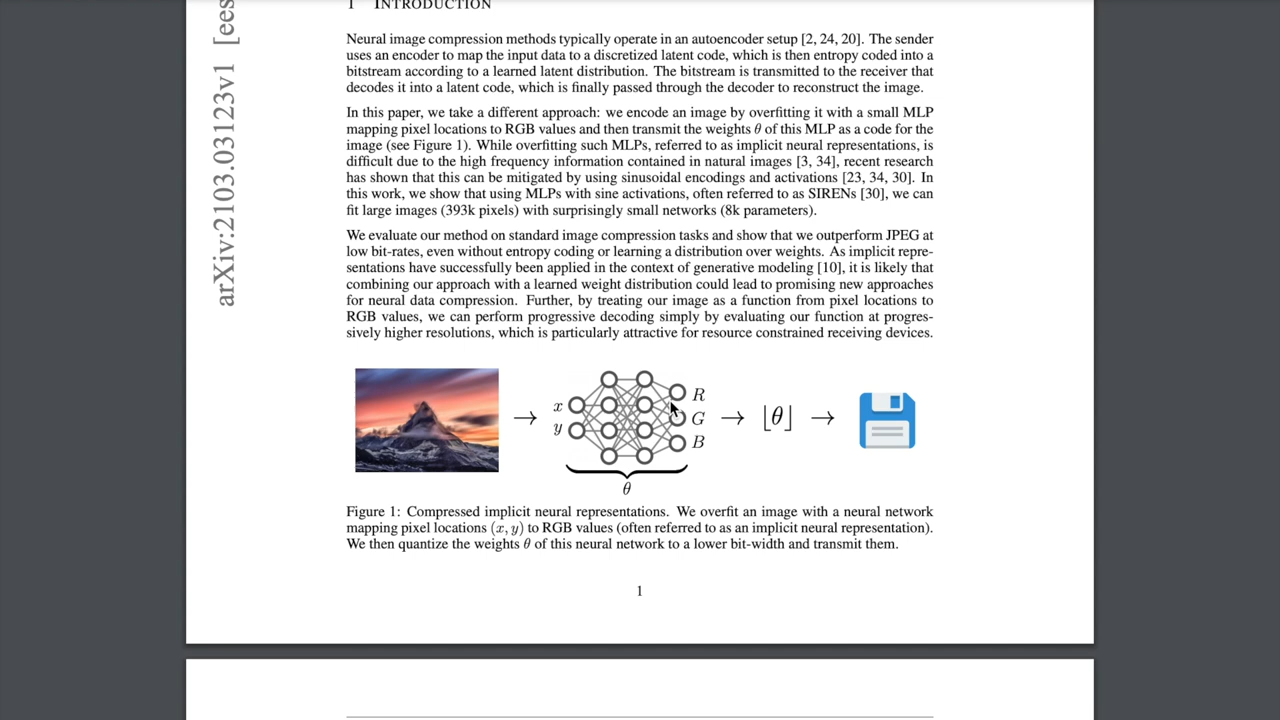 1 INTRODUCTION
Neural image compression methods typically operate in an autoencoder setup [2, 24, 20]. The sender
uses an encoder to map the input data to a discretized latent code, which is then entropy coded into a
bitstream according to a learned latent distribution. The bitstream is transmitted to the receiver that
decodes it into a latent code, which is finally passed through the decoder to reconstruct the image.
In this paper, we take a different approach: we encode an image by overfitting it with a small MLP
mapping pixel locations to RGB values and then transmit the weights θ of this MLP as a code for the
image (see Figure 1). While overfitting such MLPs, referred to as implicit neural representations, is
difficult due to the high frequency information contained in natural images [3, 34], recent research
has shown that this can be mitigated by using sinusoidal encodings and activations [23, 34, 30]. In
this work, we show that using MLPs with sine activations, often referred to as SIRENs [30], we can
fit large images (393k pixels) with surprisingly small networks (8k parameters).
We evaluate our method on standard image compression tasks and show that we outperform JPEG at
low bit-rates, even without entropy coding or learning a distribution over weights. As implicit repre-
sentations have successfully been applied in the context of generative modeling [10], it is likely that
combining our approach with a learned weight distribution could lead to promising new approaches
for neural data compression. Further, by treating our image as a function from pixel locations to
RGB values, we can perform progressive decoding simply by evaluating our function at progres-
sively higher resolutions, which is particularly attractive for resource constrained receiving devices.
x
y
R
G
B
θ
→ → ⌊θ⌋ →
Figure 1: Compressed implicit neural representations. We overfit an image with a neural network
mapping pixel locations (x, y) to RGB values (often referred to as an implicit neural representation).
We then quantize the weights θ of this neural network to a lower bit-width and transmit them.
1
arXiv:2103.03123v1 [ees